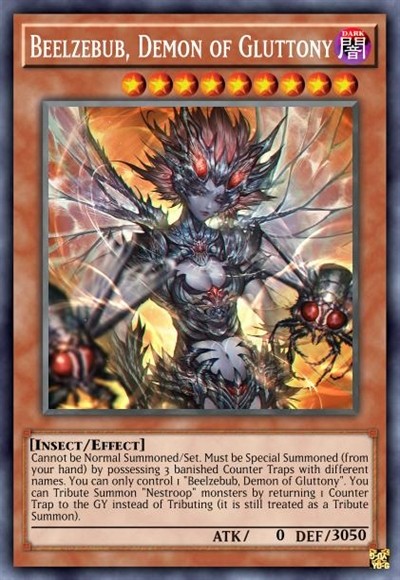 Beelzebub, Demon of Gluttony
DARK
闇
[Insect/Effect]
Cannot be Normal Summoned/Set. Must be Special Summoned (from
your hand) by possessing 3 banished Counter Traps with different
names. You can only control 1 "Beelzebub, Demon of Gluttony". You
can Tribute Summon "Nestroop" monsters by returning 1 Counter
Trap to the GY instead of Tributing (it is still treated as a Tribute
Summon).
ATK/ 0 DEF/3050